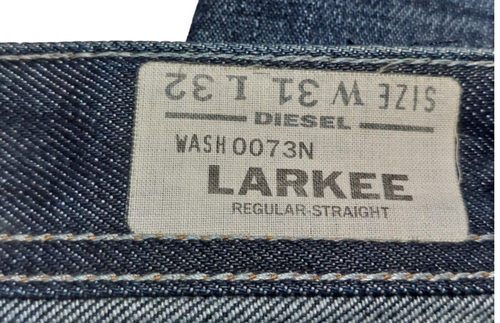 SIZE W 31 L 32
DIESEL
WASH 0073N
LARKEE
REGULAR-STRAIGHT